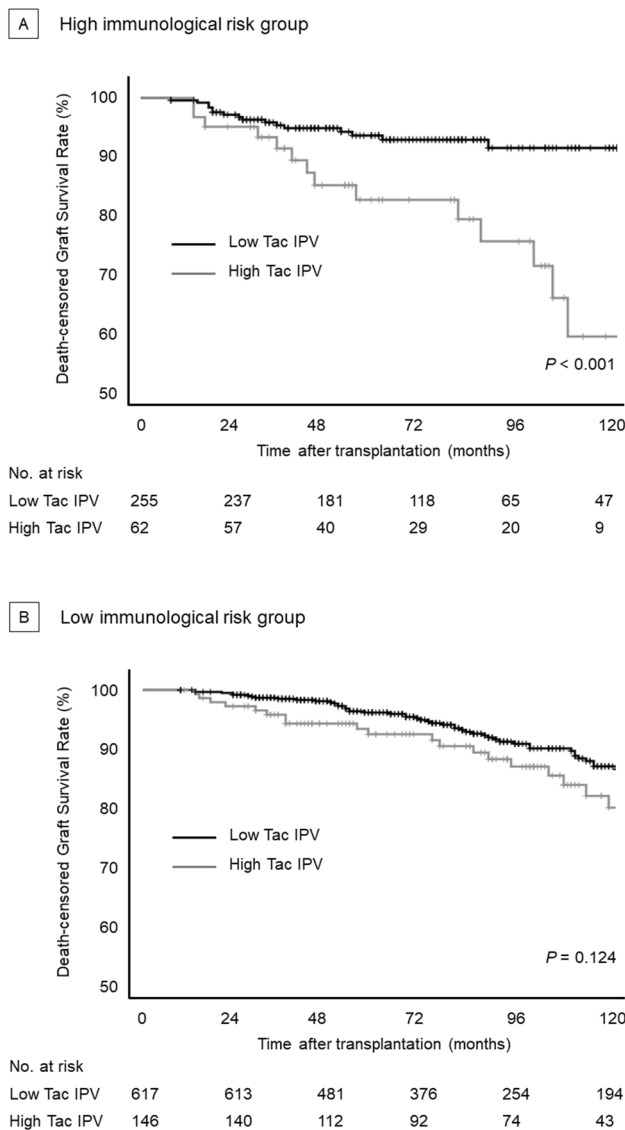 A High immunological risk group
Death-censored Graft Survival Rate (%)
100
90
80
70
60
50
Low Tac IPV
High Tac IPV
P < 0.001
0 24 48 72 96 120
Time after transplantation (months)
No. at risk
Low Tac IPV 255 237 181 118 65 47
High Tac IPV 62 57 40 29 20 9
B Low immunological risk group
Death-censored Graft Survival Rate (%)
100
90
80
70
60
50
Low Tac IPV
High Tac IPV
P = 0.124
0 24 48 72 96 120
Time after transplantation (months)
No. at risk
Low Tac IPV 617 613 481 376 254 194
High Tac IPV 146 140 112 92 74 43